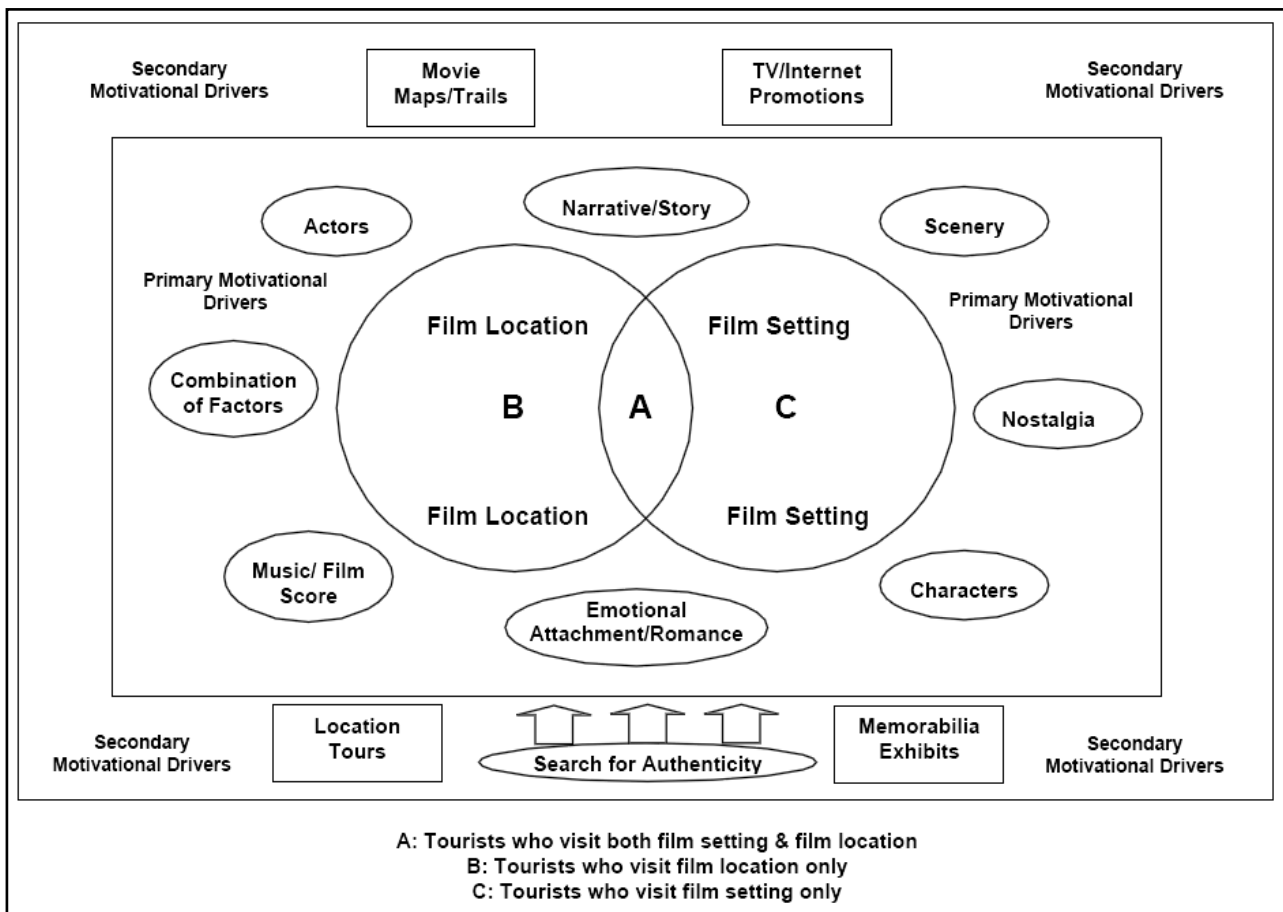 Secondary
Motivational Drivers
Movie
Maps/Trails
TV/Internet
Promotions
Secondary
Motivational Drivers
Actors
Narrative/Story
Scenery
Primary Motivational
Drivers
Primary Motivational
Drivers
Film Location
Film Setting
Combination
of Factors
B
A
C
Nostalgia
Film Location
Film Setting
Music/ Film
Score
Emotional
Attachment/Romance
Characters
Secondary
Motivational Drivers
Location
Tours
Search for Authenticity
Memorabilia
Exhibits
Secondary
Motivational Drivers
A: Tourists who visit both film setting & film location
B: Tourists who visit film location only
C: Tourists who visit film setting only